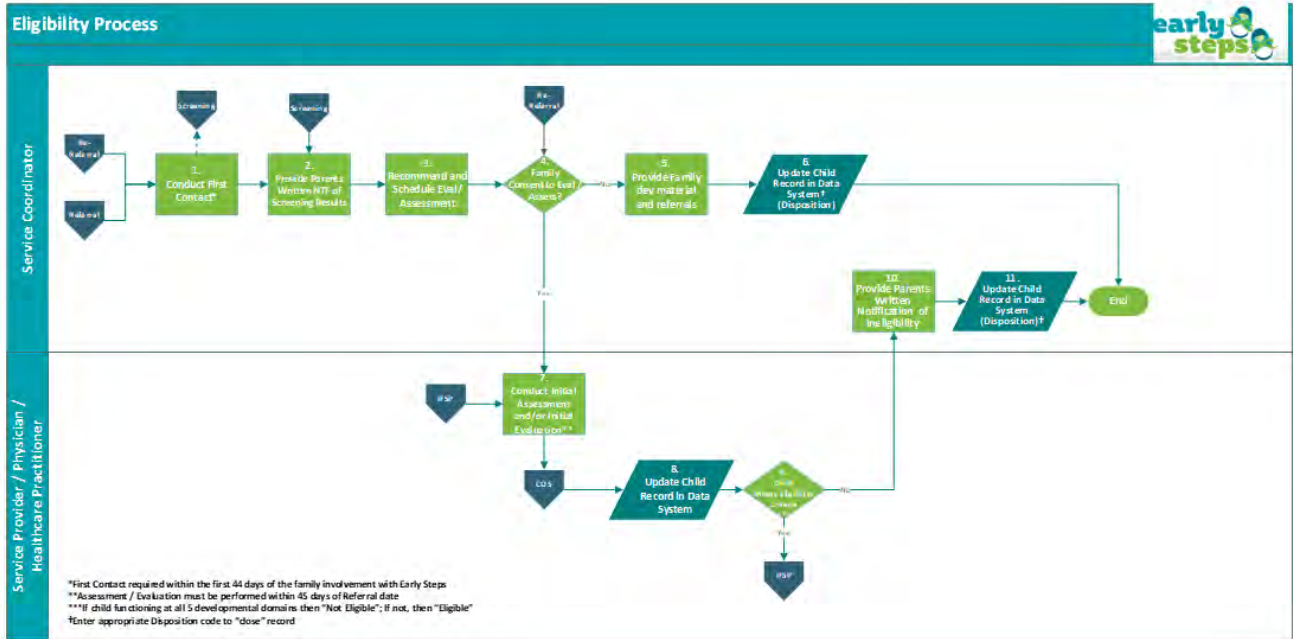 Eligibility Process
early
steps
Service Coordinator
Screening
Screening
Re-
Referral
Re-
Referral
Referral
1.
Conduct First
Contact*
2.
Provide Parents
Written NTF of
Screening Results
3.
Recommend and
Schedule Eval/
Assessment
4.
Family
Consent to Eval /
Assess?
No
5.
Provide Family
dev material
and referrals
6.
Update Child
Record in Data
System†
(Disposition)
Yes
10.
Provide Parents
Written
Notification of
Ineligibility
11.
Update Child
Record in Data
System
(Disposition)†
End
Service Provider / Physician /
Healthcare Practitioner
IFSP
7.
Conduct Initial
Assessment
and/or Initial
Evaluation**
COS
8.
Update Child
Record in Data
System
9.
Child
No
Yes
IFSP
*First Contact required within the first 44 days of the family involvement with Early Steps
**Assessment / Evaluation must be performed within 45 days of Referral date
***If child functioning at all 5 developmental domains then "Not Eligible"; If not, then "Eligible"
†Enter appropriate Disposition code to "close" record